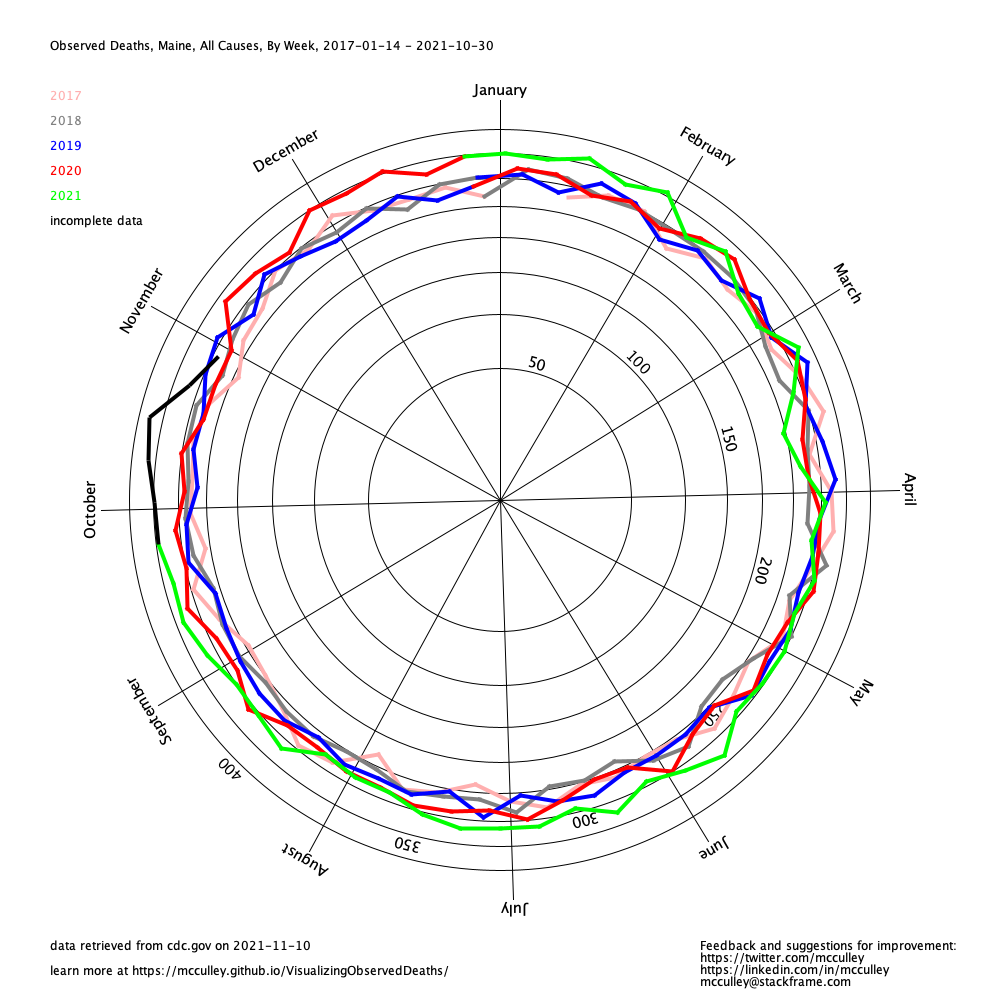 Observed Deaths, Maine, All Causes, By Week, 2017-01-14 - 2021-10-30
2017
2018
2019
2020
2021
incomplete data
January
February
March
April
May
June
July
August
September
October
November
December
50
100
150
200
250
300
350
400
data retrieved from cdc.gov on 2021-11-10
learn more at https://mcculley.github.io/VisualizingObservedDeaths/
Feedback and suggestions for improvement:
https://twitter.com/mcculley
https://linkedin.com/in/mcculley
mcculley@stackframe.com